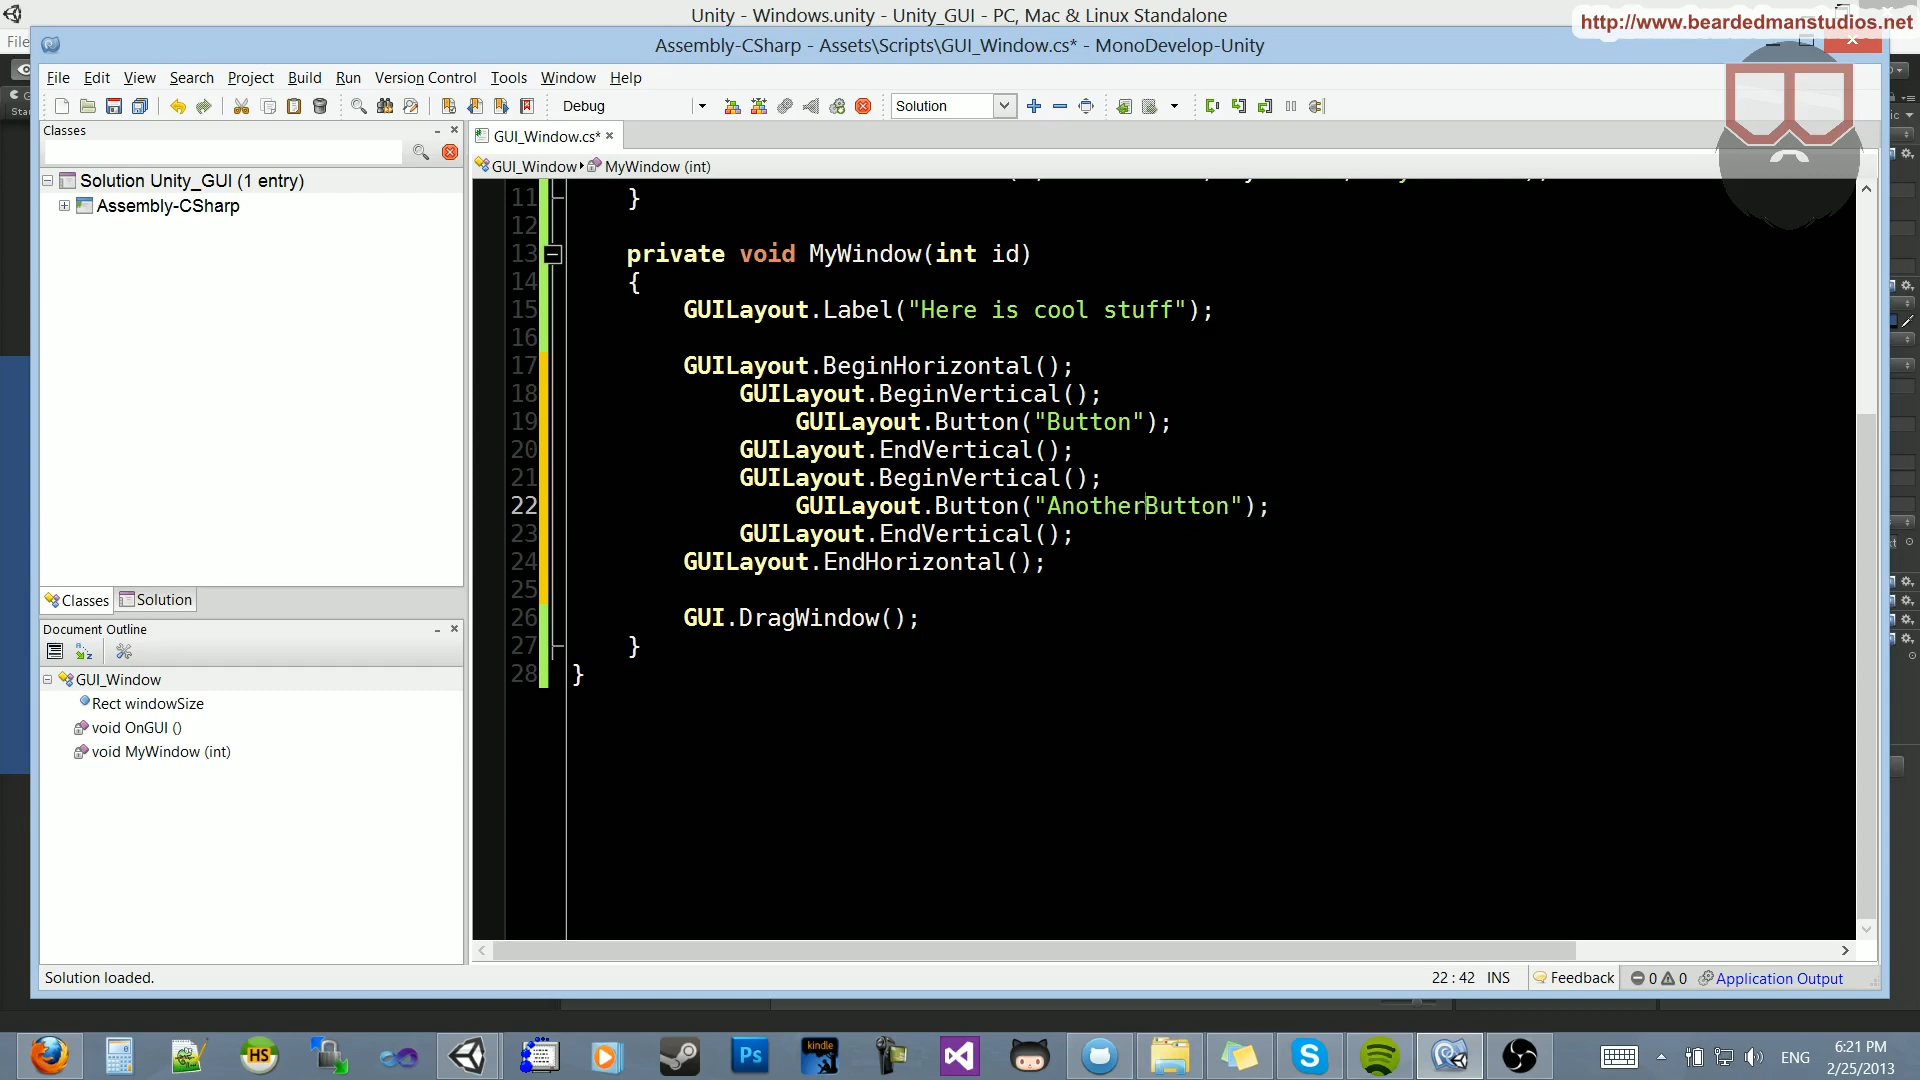 Unity - Windows.unity - Unity_GUI - PC, Mac & Linux Standalone
http://www.beardedmanstudios.net
File
Assembly-CSharp - Assets\Scripts\GUI_Window.cs* - MonoDevelop-Unity
File Edit View Search Project Build Run Version Control Tools Window Help
Debug
Solution
Classes
GUI_Window.cs*
GUI_Window MyWindow (int)
Solution Unity_GUI (1 entry)
Assembly-CSharp
11 }
12
13 private void MyWindow(int id)
14 {
15 GUILayout.Label("Here is cool stuff");
16
17 GUILayout.BeginHorizontal();
18 GUILayout.BeginVertical();
19 GUILayout.Button("Button");
20 GUILayout.EndVertical();
21 GUILayout.BeginVertical();
22 GUILayout.Button("AnotherButton");
23 GUILayout.EndVertical();
24 GUILayout.EndHorizontal();
25
26 GUI.DragWindow();
27 }
28 }
Classes Solution
Document Outline
GUI_Window
Rect windowSize
void OnGUI ()
void MyWindow (int)
Solution loaded.
22 : 42 INS Feedback 0 0 Application Output
HS
Ps
kindle
ENG
6:21 PM
2/25/2013